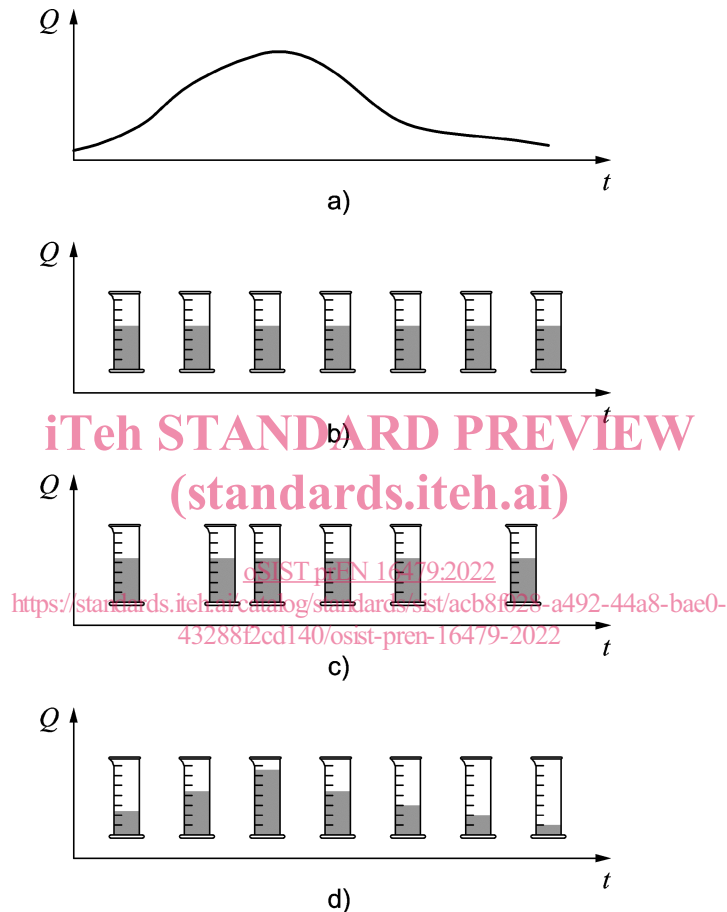 Q
t
a)
Q
t
b)
iTeh STANDARD PREVIEW
(standards.iteh.ai)
Q
oSIST prEN 16479:2022
https://standards.iteh.ai/catalog/standards/sist/acb8f028-a492-44a8-bae0-
43288f2cd140/osist-pren-16479-2022
t
c)
Q
t
d)